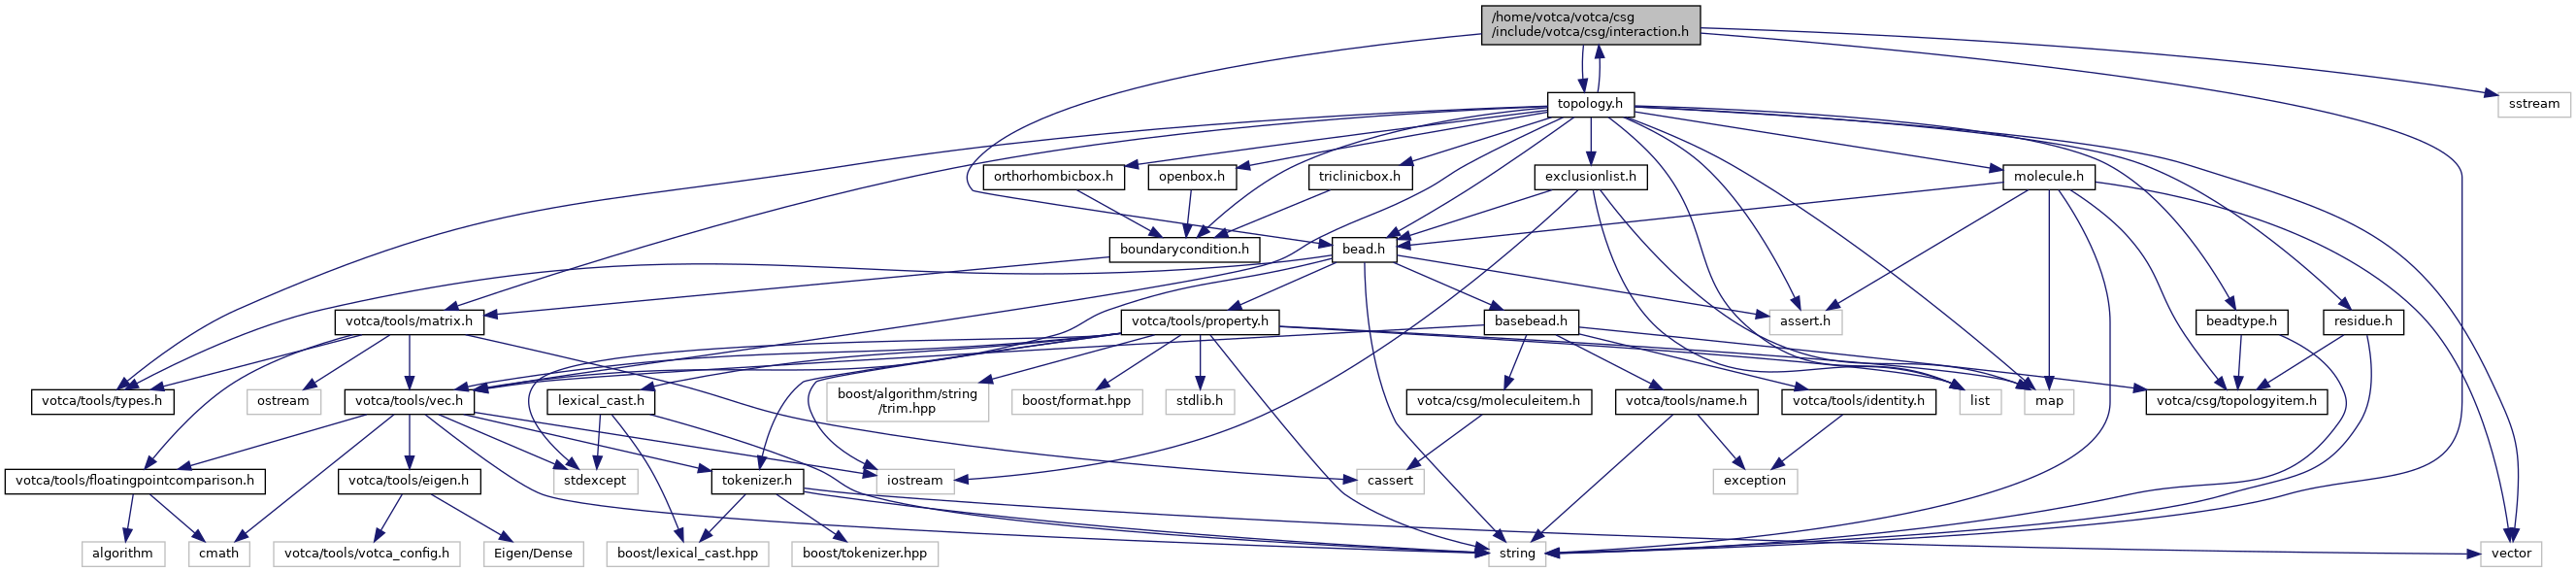 /home/votca/votca/csg
/include/votca/csg/interaction.h
topology.h
sstream
orthorhombicbox.h
openbox.h
triclinicbox.h
exclusionlist.h
molecule.h
boundarycondition.h
bead.h
votca/tools/matrix.h
votca/tools/property.h
basebead.h
assert.h
beadtype.h
residue.h
votca/tools/types.h
ostream
votca/tools/vec.h
lexical_cast.h
boost/algorithm/string
/trim.hpp
boost/format.hpp
stdlib.h
votca/csg/moleculeitem.h
votca/tools/name.h
votca/tools/identity.h
list
map
votca/csg/topologyitem.h
votca/tools/floatingpointcomparison.h
votca/tools/eigen.h
stdexcept
tokenizer.h
iostream
cassert
exception
algorithm
cmath
votca/tools/votca_config.h
Eigen/Dense
boost/lexical_cast.hpp
boost/tokenizer.hpp
string
vector